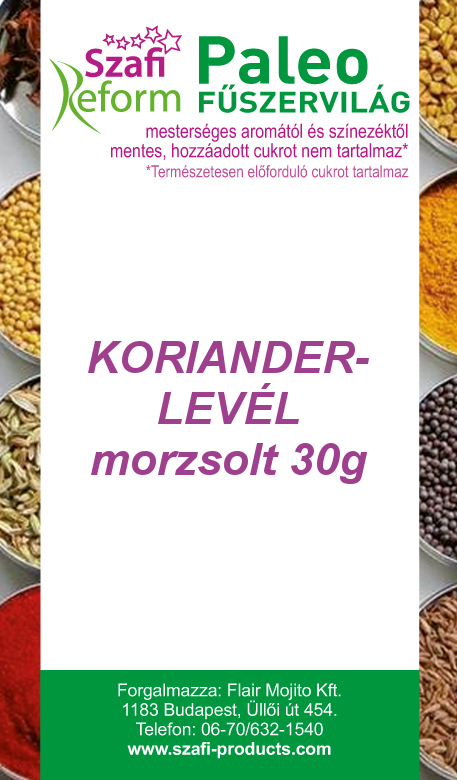 Szafi
Reform
Paleo
FŰSZERVILÁG
mesterséges aromától és színezéktől
mentes, hozzáadott cukrot nem tartalmaz*
*Természetesen előforduló cukrot tartalmaz
KORIANDER-
LEVÉL
morzsolt 30g
Forgalmazza: Flair Mojito Kft.
1183 Budapest, Üllői út 454.
Telefon: 06-70/632-1540
www.szafi-products.com